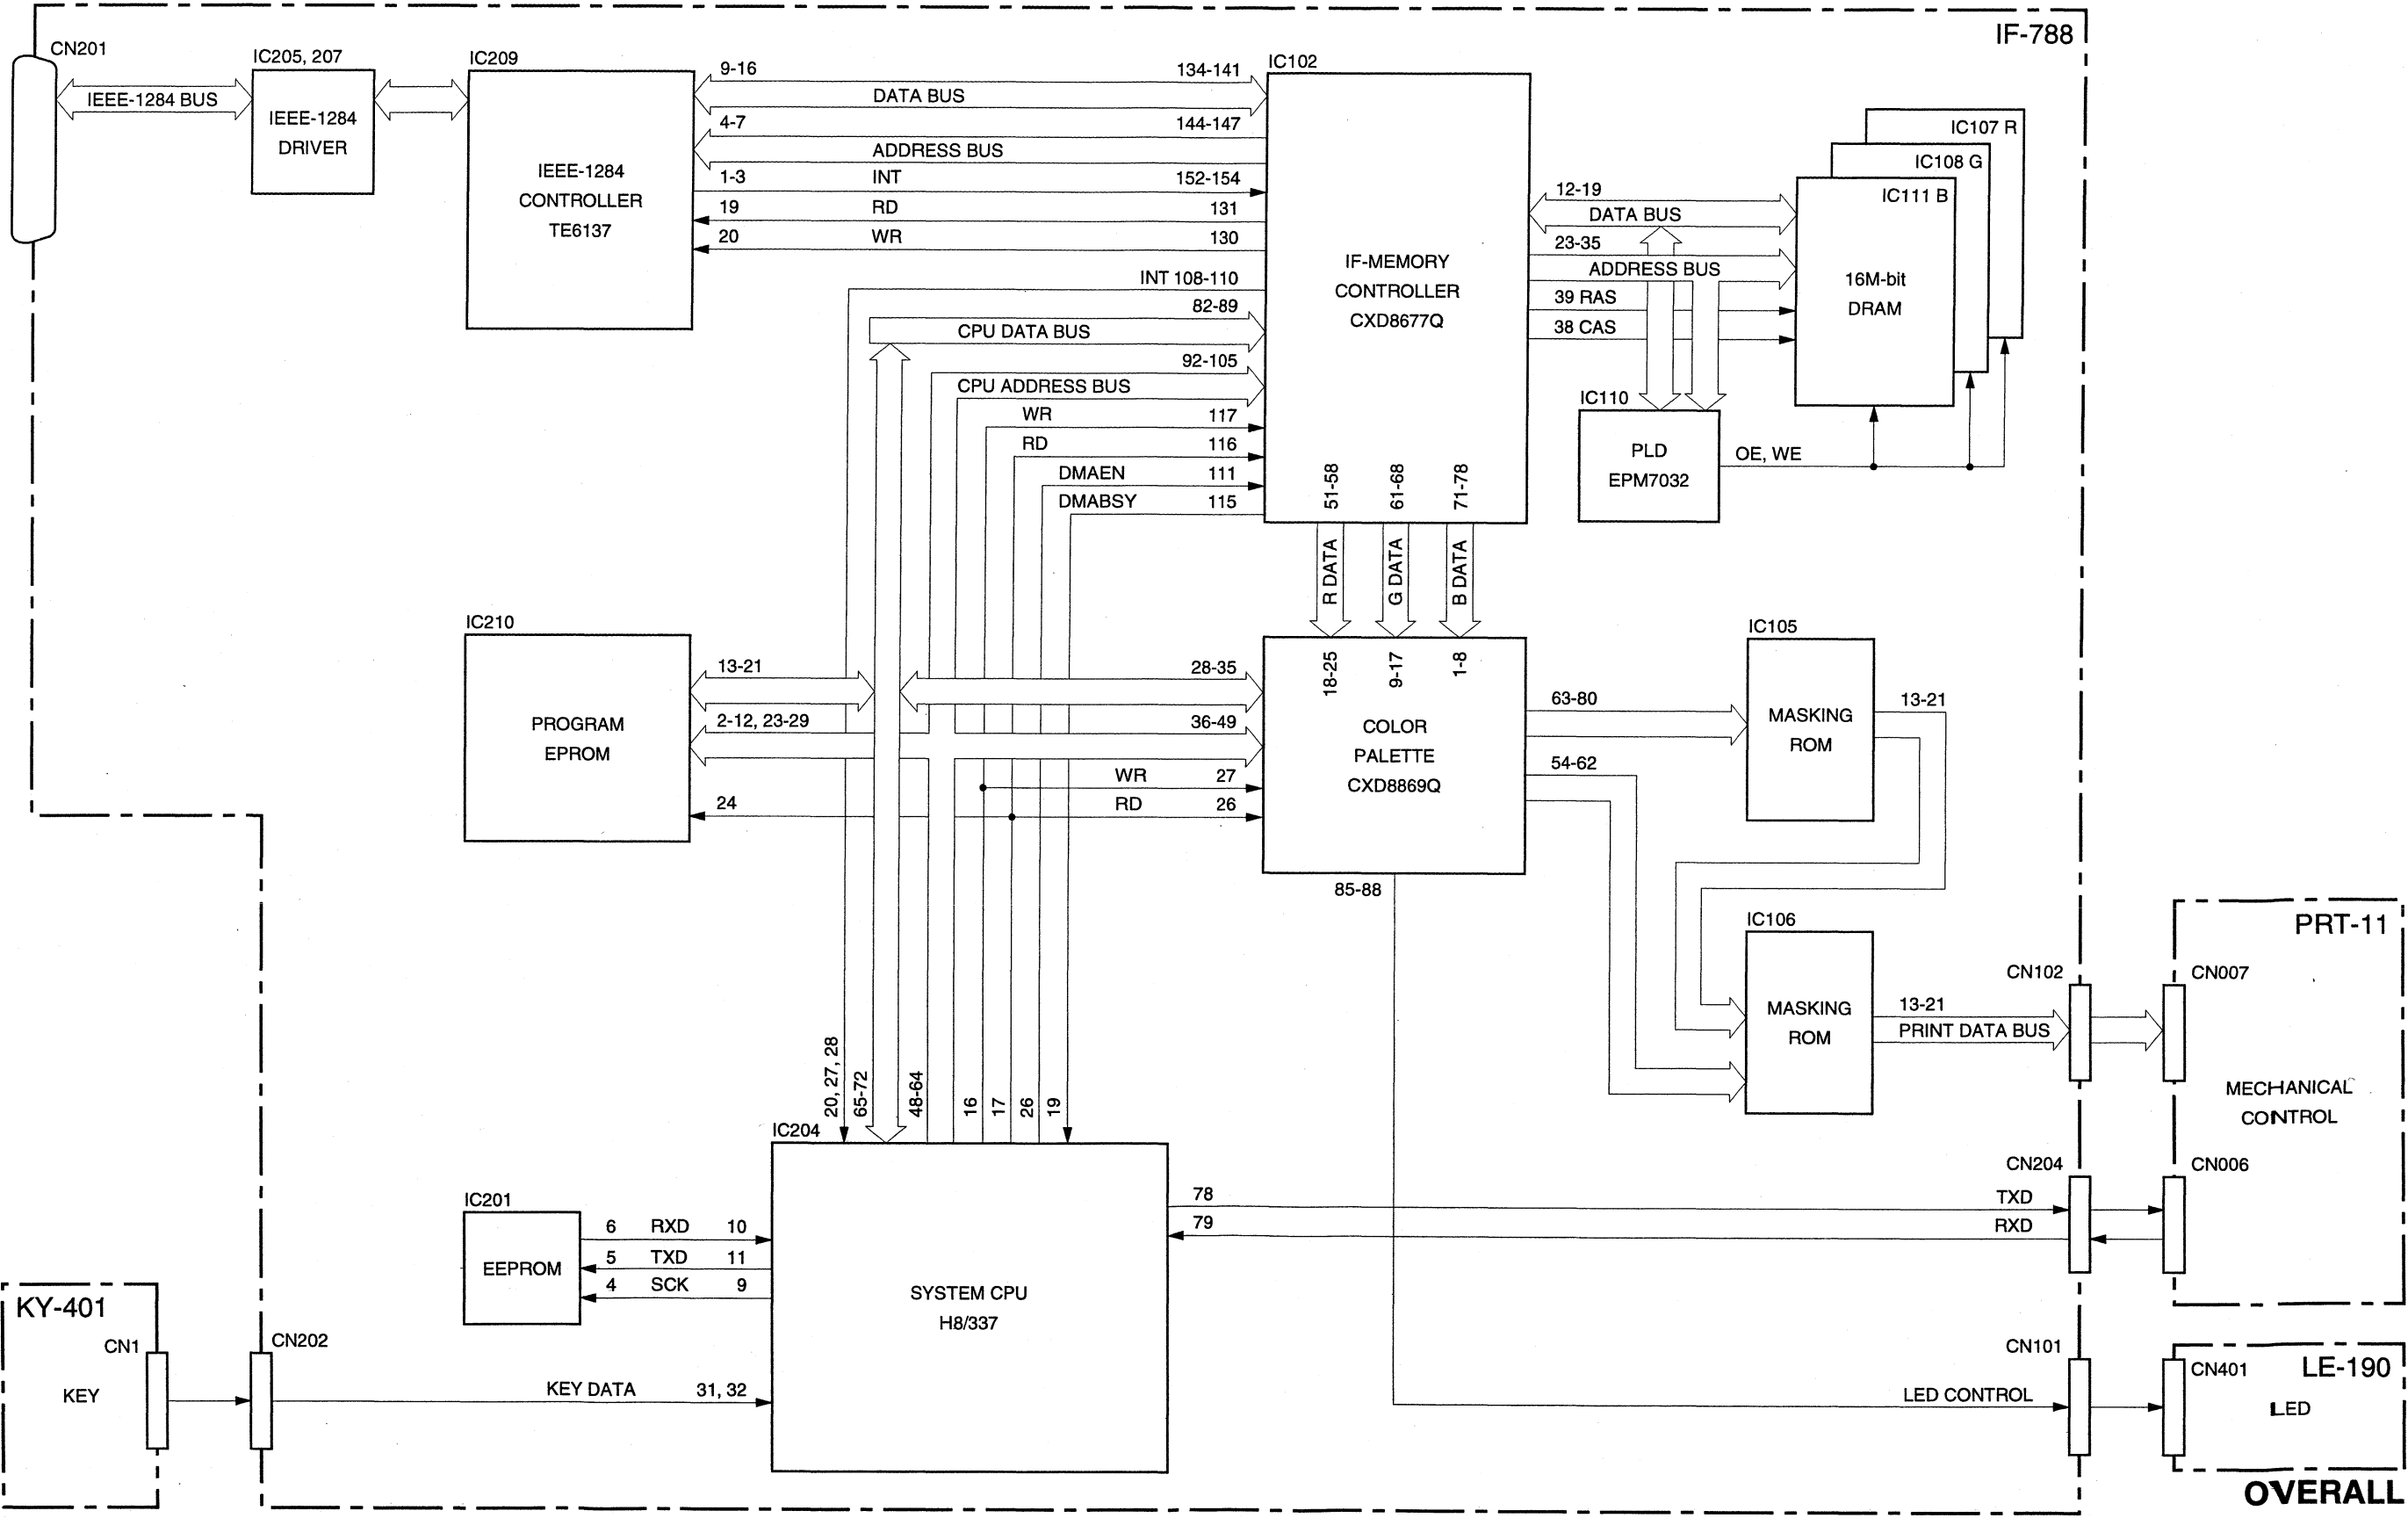 IF-788
CN201
IEEE-1284 BUS
IC205, 207
IEEE-1284
DRIVER
IC209
IEEE-1284
CONTROLLER
TE6137
9-16
134-141
DATA BUS
4-7
144-147
ADDRESS BUS
1-3
INT
152-154
19
RD
131
20
WR
130
INT 108-110
82-89
CPU DATA BUS
92-105
CPU ADDRESS BUS
WR
117
RD
116
DMAEN
111
DMABSY
115
IC102
IF-MEMORY
CONTROLLER
CXD8677Q
51-58
61-68
71-78
12-19
DATA BUS
23-35
ADDRESS BUS
39 RAS
38 CAS
IC107 R
IC108 G
IC111 B
16M-bit
DRAM
IC110
PLD
EPM7032
OE, WE
R DATA
G DATA
B DATA
IC210
PROGRAM
EPROM
13-21
2-12, 23-29
24
28-35
36-49
WR
27
RD
26
18-25
9-17
1-8
COLOR
PALETTE
CXD8869Q
63-80
54-62
85-88
IC105
MASKING
ROM
13-21
IC106
MASKING
ROM
13-21
PRINT DATA BUS
CN102
CN007
PRT-11
MECHANICAL
CONTROL
CN204
CN006
20, 27, 28
65-72
48-64
16
17
26
19
IC204
SYSTEM CPU
H8/337
78
TXD
79
RXD
IC201
EEPROM
6
RXD
10
5
TXD
11
4
SCK
9
KY-401
CN1
KEY
CN202
KEY DATA
31, 32
CN101
LED CONTROL
CN401
LE-190
LED
OVERALL